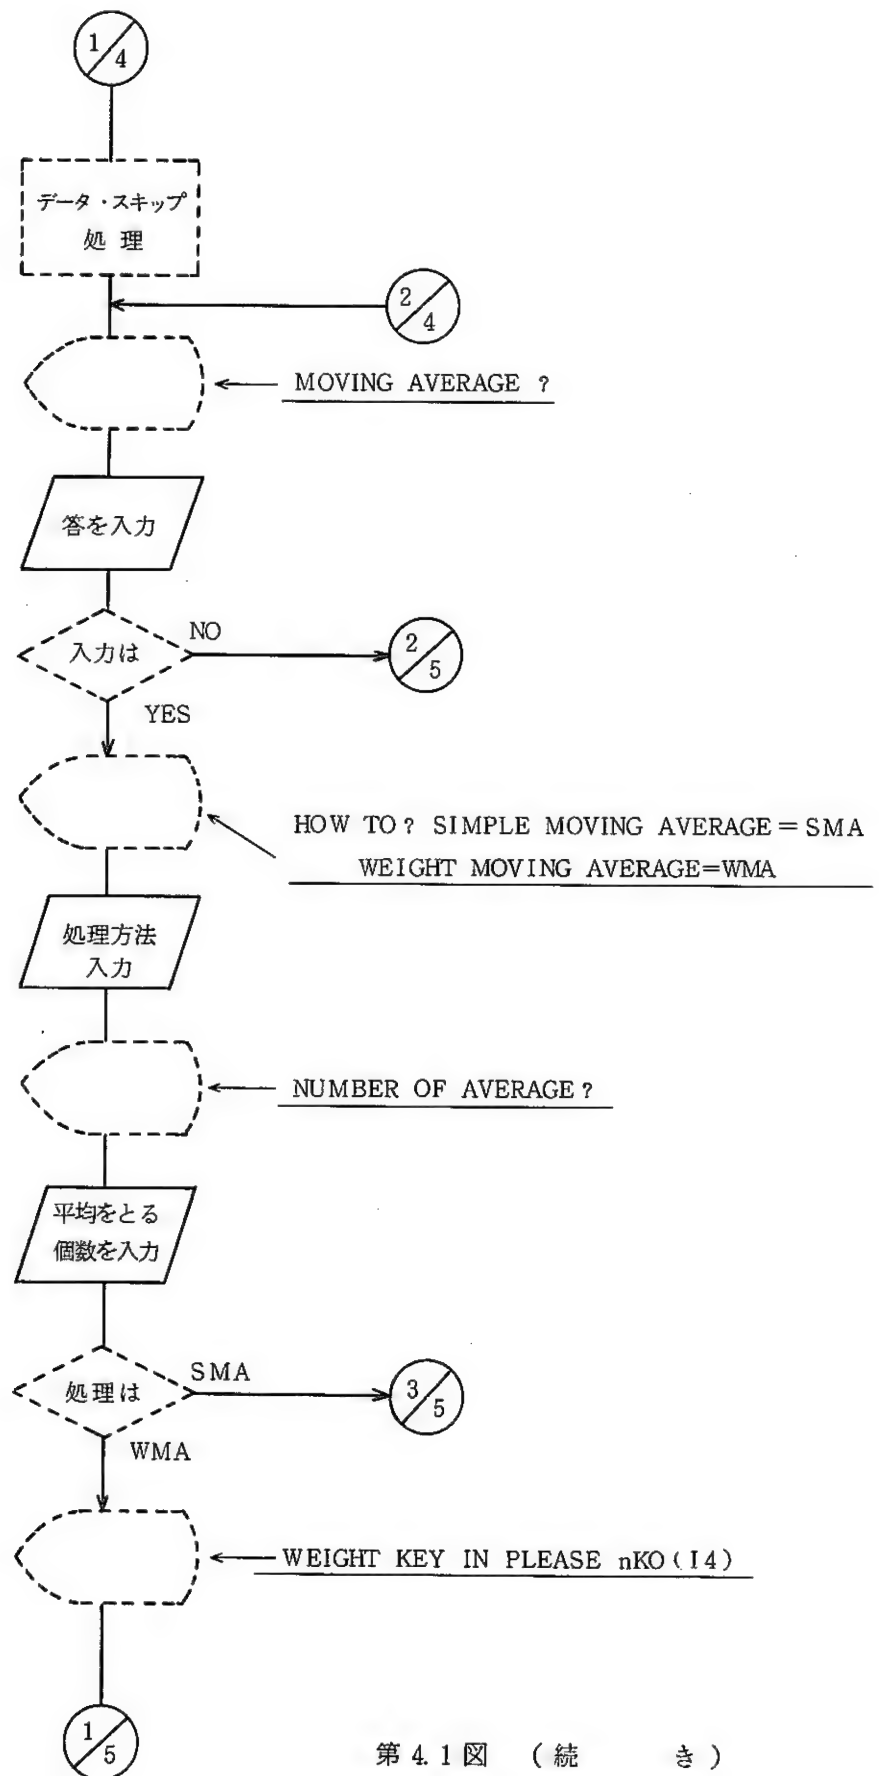 1/4
データ・スキップ
処理
2/4
MOVING AVERAGE ?
答を入力
入力は
NO
2/5
YES
HOW TO? SIMPLE MOVING AVERAGE=SMA
WEIGHT MOVING AVERAGE=WMA
処理方法
入力
NUMBER OF AVERAGE?
平均をとる
個数を入力
処理は
SMA
3/5
WMA
WEIGHT KEY IN PLEASE nKO(I4)
1/5
第4.1図 (続 き)